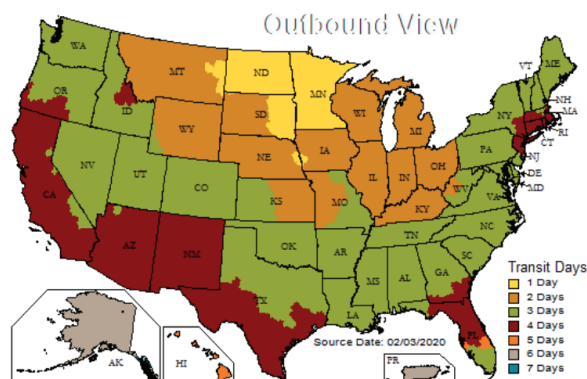 Outbound View
WA
MT
ND
MN
VT
ME
OR
ID
SD
WI
NY
NH
MA
WY
MI
RI
CT
NE
IA
PA
NJ
NV
IL
IN
OH
DE
MD
UT
CO
WV
CA
KS
MO
KY
VA
AZ
NM
OK
AR
TN
NC
SC
MS
AL
GA
TX
LA
FL
Transit Days
1 Day
2 Days
3 Days
4 Days
5 Days
6 Days
7 Days
Source Date: 02/03/2020
AK
HI
PR